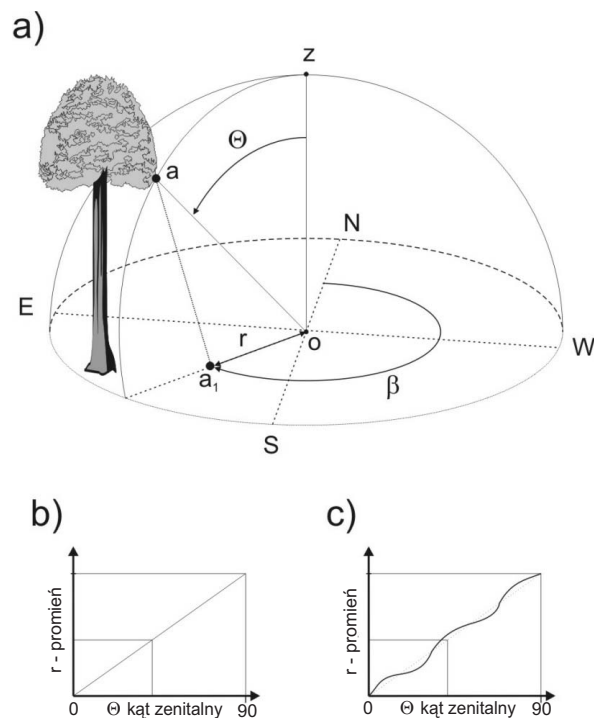 a)
z
Θ
a
N
E
r
o
W
a₁
β
S
b)
c)
r - promień
r - promień
0 Θ kąt zenitalny 90
0 Θ kąt zenitalny 90